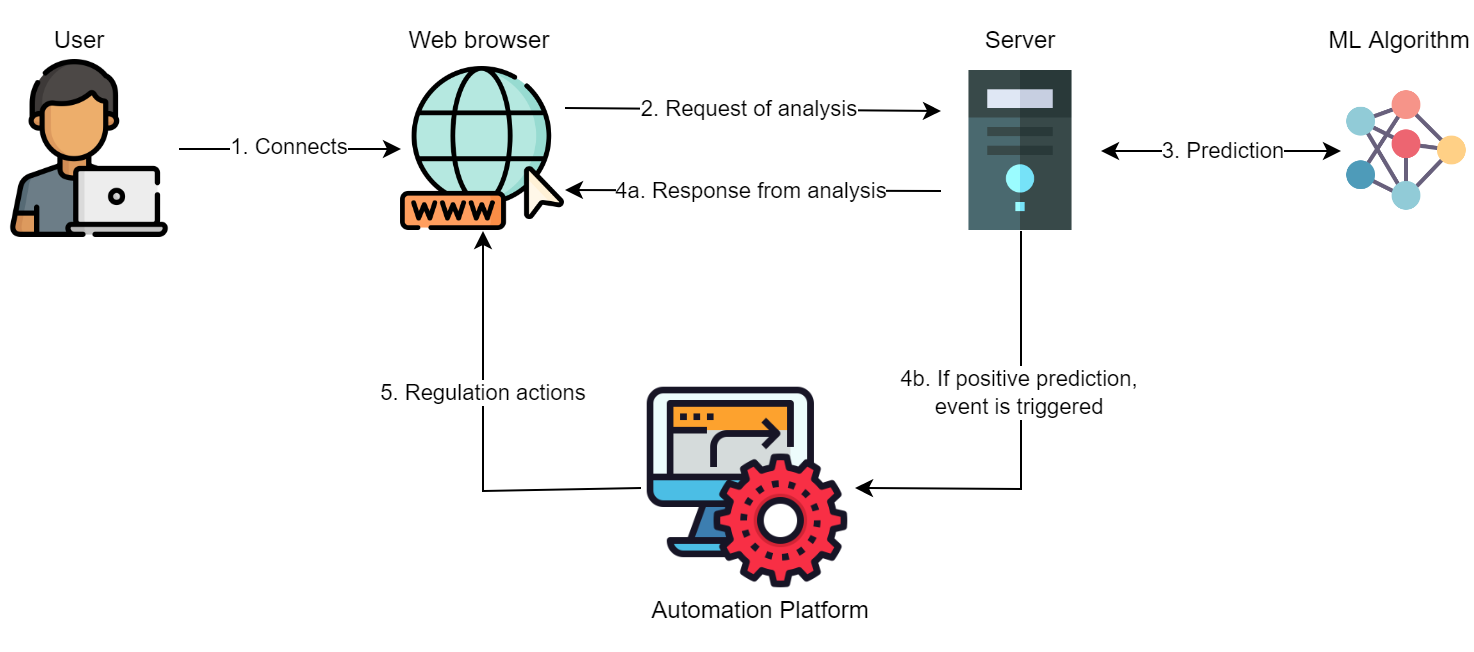 User
Web browser
Server
ML Algorithm
1. Connects
2. Request of analysis
3. Prediction
4a. Response from analysis
WWW
5. Regulation actions
4b. If positive prediction,
event is triggered
Automation Platform